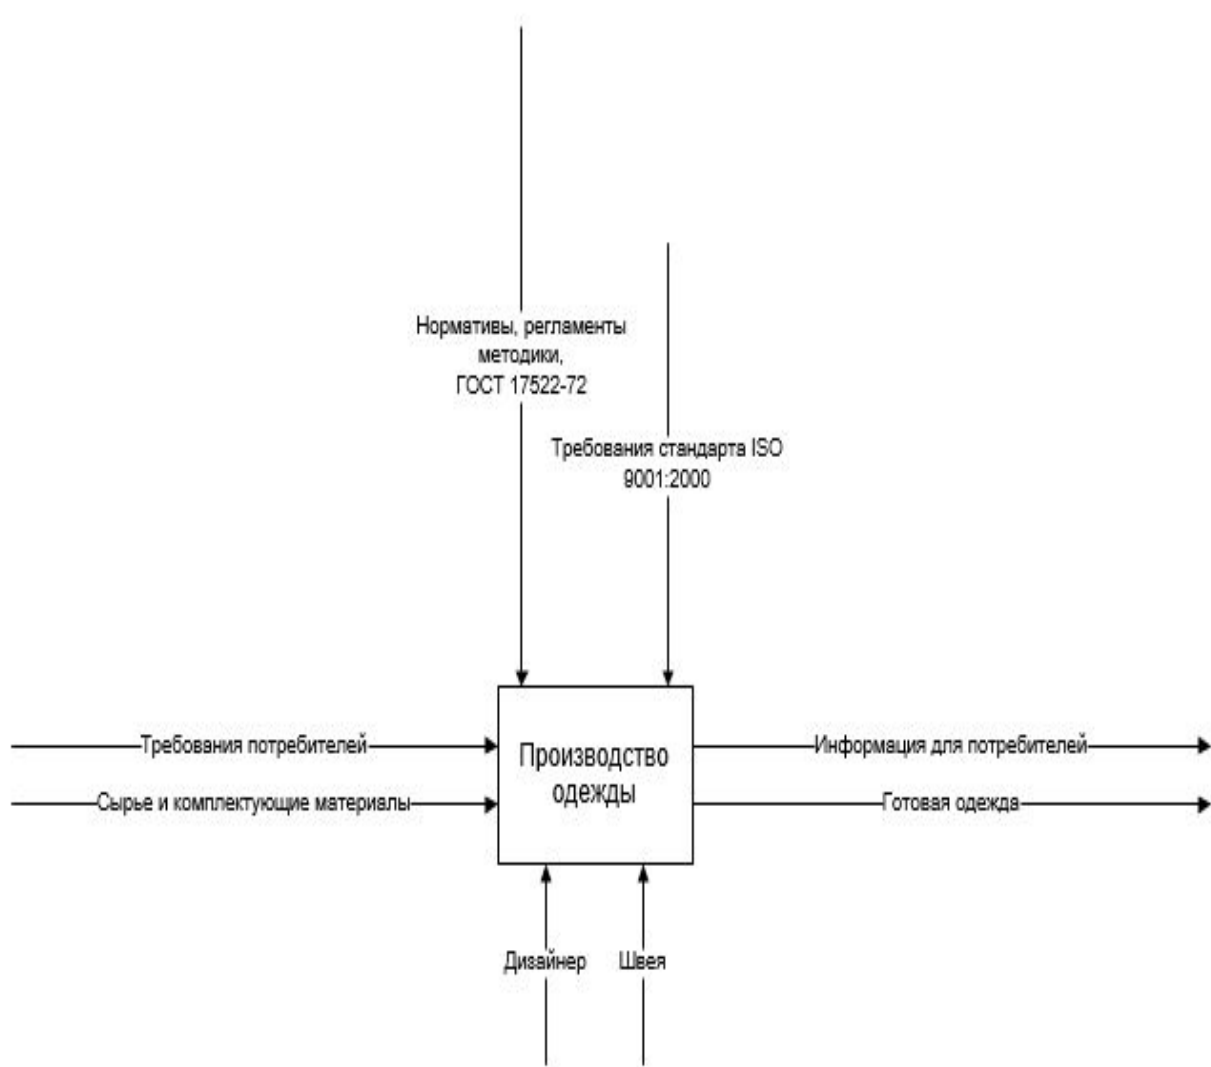 Нормативы, регламенты
методики,
ГОСТ 17522-72
Требования стандарта ISO
9001:2000
Требования потребителей
Сырье и комплектующие материалы
Производство
одежды
Информация для потребителей
Готовая одежда
Дизайнер
Швея